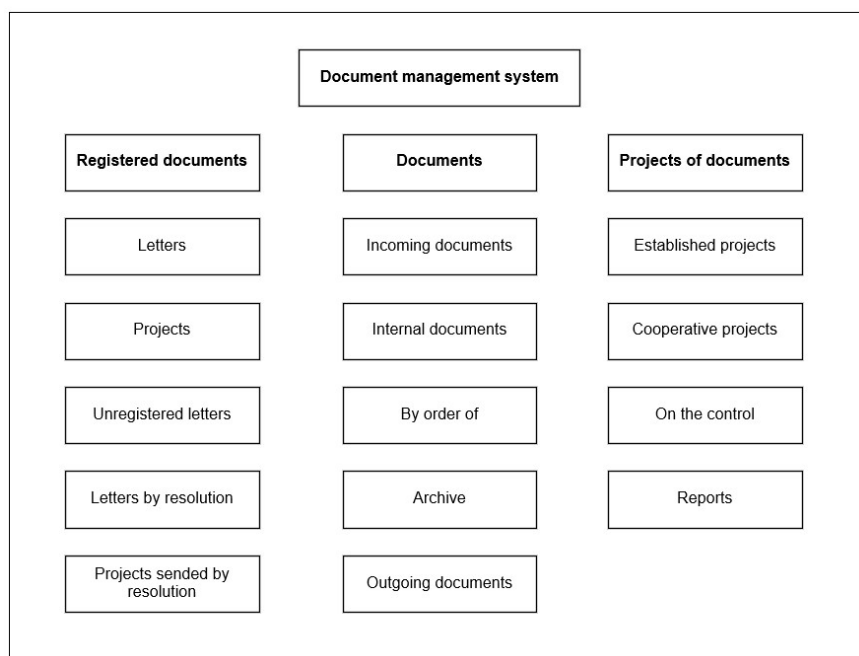 Document management system
Registered documents
Documents
Projects of documents
Letters
Incoming documents
Established projects
Projects
Internal documents
Cooperative projects
Unregistered letters
By order of
On the control
Letters by resolution
Archive
Reports
Projects sended by
resolution
Outgoing documents